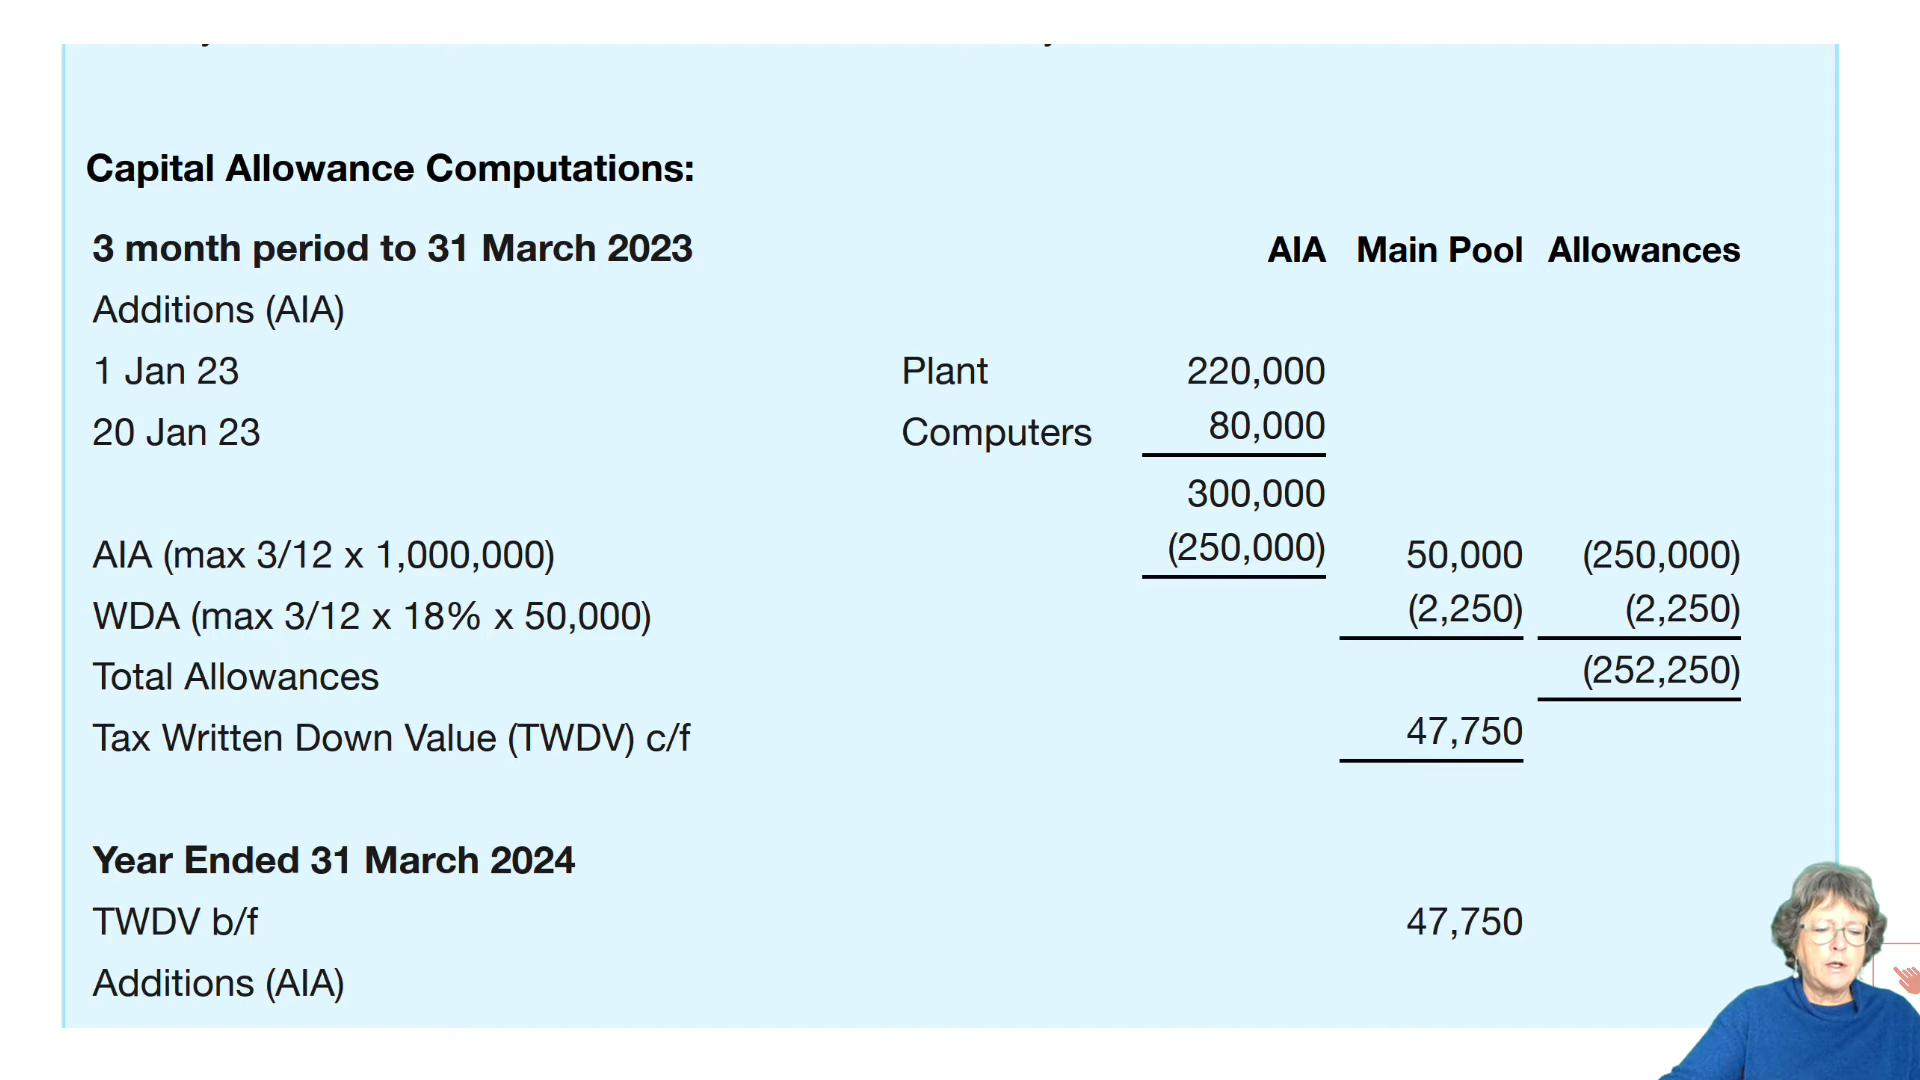 Capital Allowance Computations:
3 month period to 31 March 2023 AIA Main Pool Allowances
Additions (AIA)
1 Jan 23 Plant 220,000
20 Jan 23 Computers 80,000
300,000
AIA (max 3/12 x 1,000,000) (250,000) 50,000 (250,000)
WDA (max 3/12 x 18% x 50,000) (2,250) (2,250)
Total Allowances (252,250)
Tax Written Down Value (TWDV) c/f 47,750
Year Ended 31 March 2024
TWDV b/f 47,750
Additions (AIA)